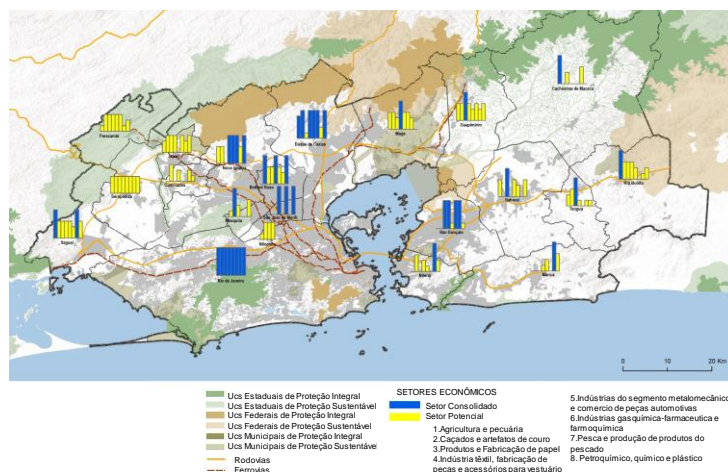 Cachoeiras de Macacu
Guapimirim
Magé
Duque de Caxias
Paracambi
Japeri
Nova Iguaçu
Queimados
Belford Roxo
Seropédica
Rio Bonito
Itaboraí
Tanguá
Mesquita
São João de Meriti
São Gonçalo
Nilópolis
Itaguaí
Rio de Janeiro
Niterói
Maricá
0 10 20 Km
Ucs Estaduais de Proteção Integral
Ucs Estaduais de Proteção Sustentável
Ucs Federais de Proteção Integral
Ucs Federais de Proteção Sustentável
Ucs Municipais de Proteção Integral
Ucs Municipais de Proteção Sustentável
Rodovias
Ferrovias
SETORES ECONÔMICOS
Setor Consolidado
Setor Potencial
1.Agricultura e pecuária
2.Caçados e artefatos de couro
3.Produtos e Fabricação de papel
4.Indústria têxtil, fabricação de
peças e acessórios para vestuário
5.Indústrias do segmento metalomecânico
e comercio de peças automotivas
6.Indústrias gasquímica-farmaceutica e
farmoquímica
7.Pesca e produção de produtos do
pescado
8. Petroquímico, químico e plástico